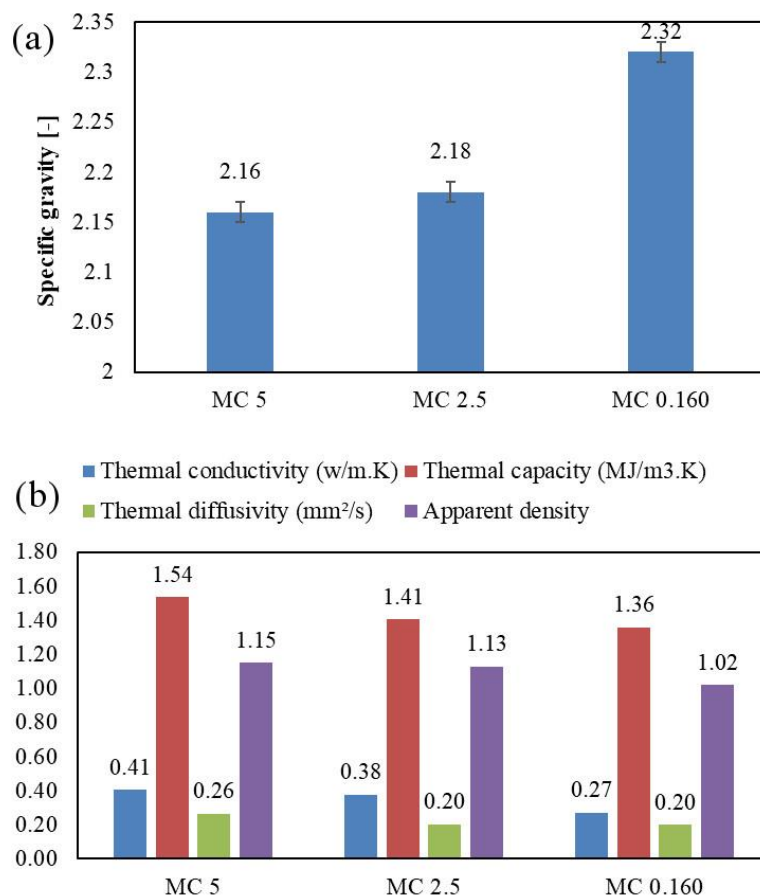 (a)
Specific gravity [-]
2.35
2.3
2.25
2.2
2.15
2.1
2.05
2
2.16
2.18
2.32
MC 5 MC 2.5 MC 0.160
(b)
Thermal conductivity (w/m.K) Thermal capacity (MJ/m3.K)
Thermal diffusivity (mm²/s) Apparent density
1.80
1.60
1.40
1.20
1.00
0.80
0.60
0.40
0.20
0.00
0.41 1.54 0.26 1.15
0.38 1.41 0.20 1.13
0.27 1.36 0.20 1.02
MC 5 MC 2.5 MC 0.160